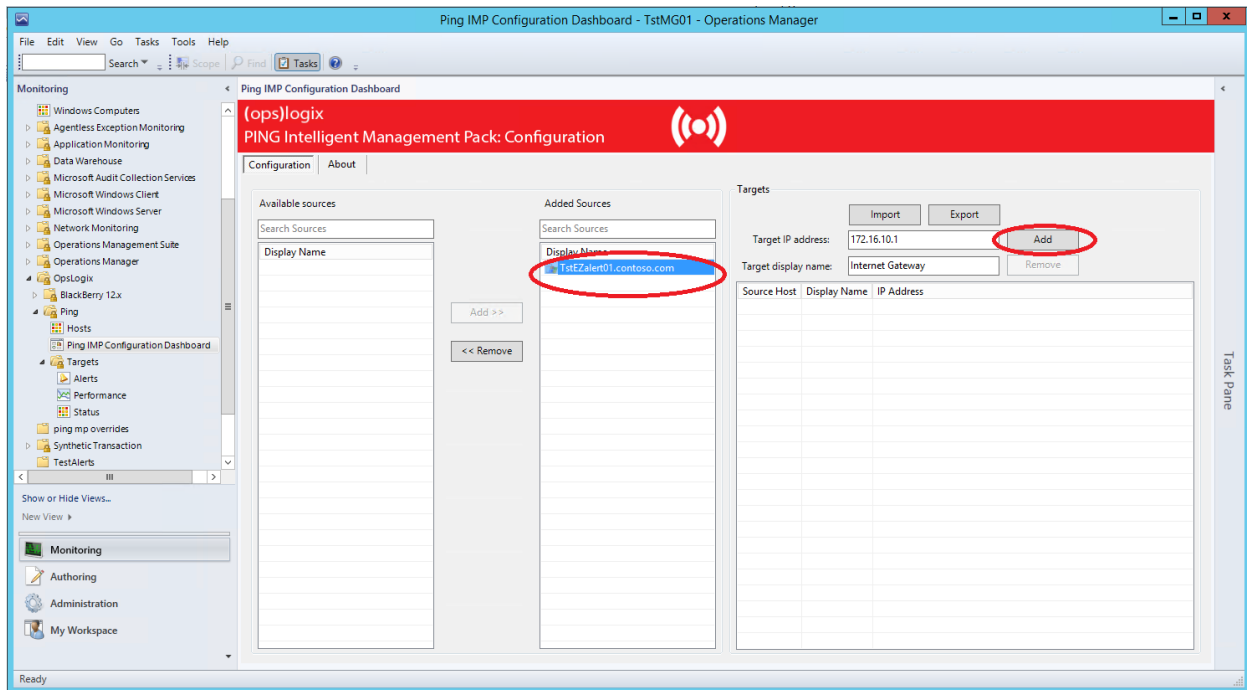 Ping IMP Configuration Dashboard - TstMG01 - Operations Manager
File Edit View Go Tasks Tools Help
Search Scope Find Tasks
Monitoring
Windows Computers
Agentless Exception Monitoring
Application Monitoring
Data Warehouse
Microsoft Audit Collection Services
Microsoft Windows Client
Microsoft Windows Server
Network Monitoring
Operations Management Suite
Operations Manager
OpsLogix
BlackBerry 12.x
Ping
Hosts
Ping IMP Configuration Dashboard
Targets
Alerts
Performance
Status
ping mp overrides
Synthetic Transaction
TestAlerts
Show or Hide Views...
New View
Monitoring
Authoring
Administration
My Workspace
Ping IMP Configuration Dashboard
(ops)logix
PING Intelligent Management Pack: Configuration
Configuration About
Available sources
Search Sources
Display Name
Add >>
<< Remove
Added Sources
Search Sources
Display Name
TstEZalert01.contoso.com
Targets
Import Export
Target IP address: 172.16.10.1 Add
Target display name: Internet Gateway Remove
Source Host Display Name IP Address
Task Pane
Ready